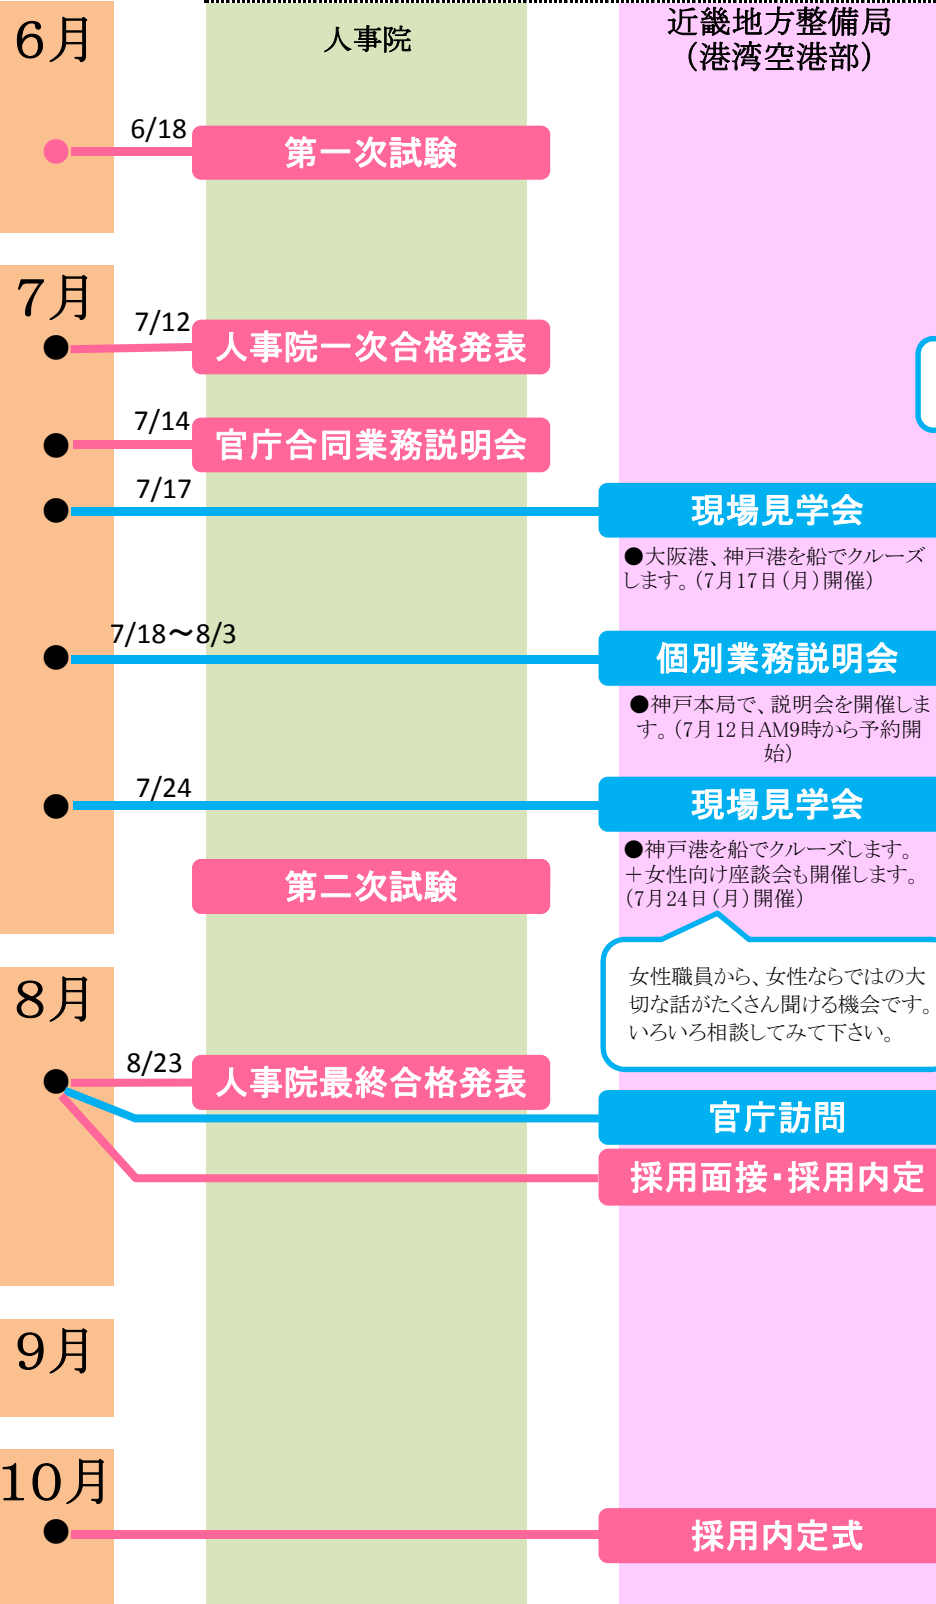 6月
人事院
近畿地方整備局
（港湾空港部）
6/18
第一次試験
7月
7/12
人事院一次合格発表
7/14
官庁合同業務説明会
7/17
現場見学会
●大阪港、神戸港を船でクルーズ
します。（7月17日（月）開催）
7/18～8/3
個別業務説明会
●神戸本局で、説明会を開催しま
す。（7月12日AM9時から予約開
始）
7/24
現場見学会
●神戸港を船でクルーズします。
＋女性向け座談会も開催します。
（7月24日（月）開催）
第二次試験
女性職員から、女性ならではの大
切な話がたくさん聞ける機会です。
いろいろ相談してみて下さい。
8月
8/23
人事院最終合格発表
官庁訪問
採用面接・採用内定
9月
10月
採用内定式